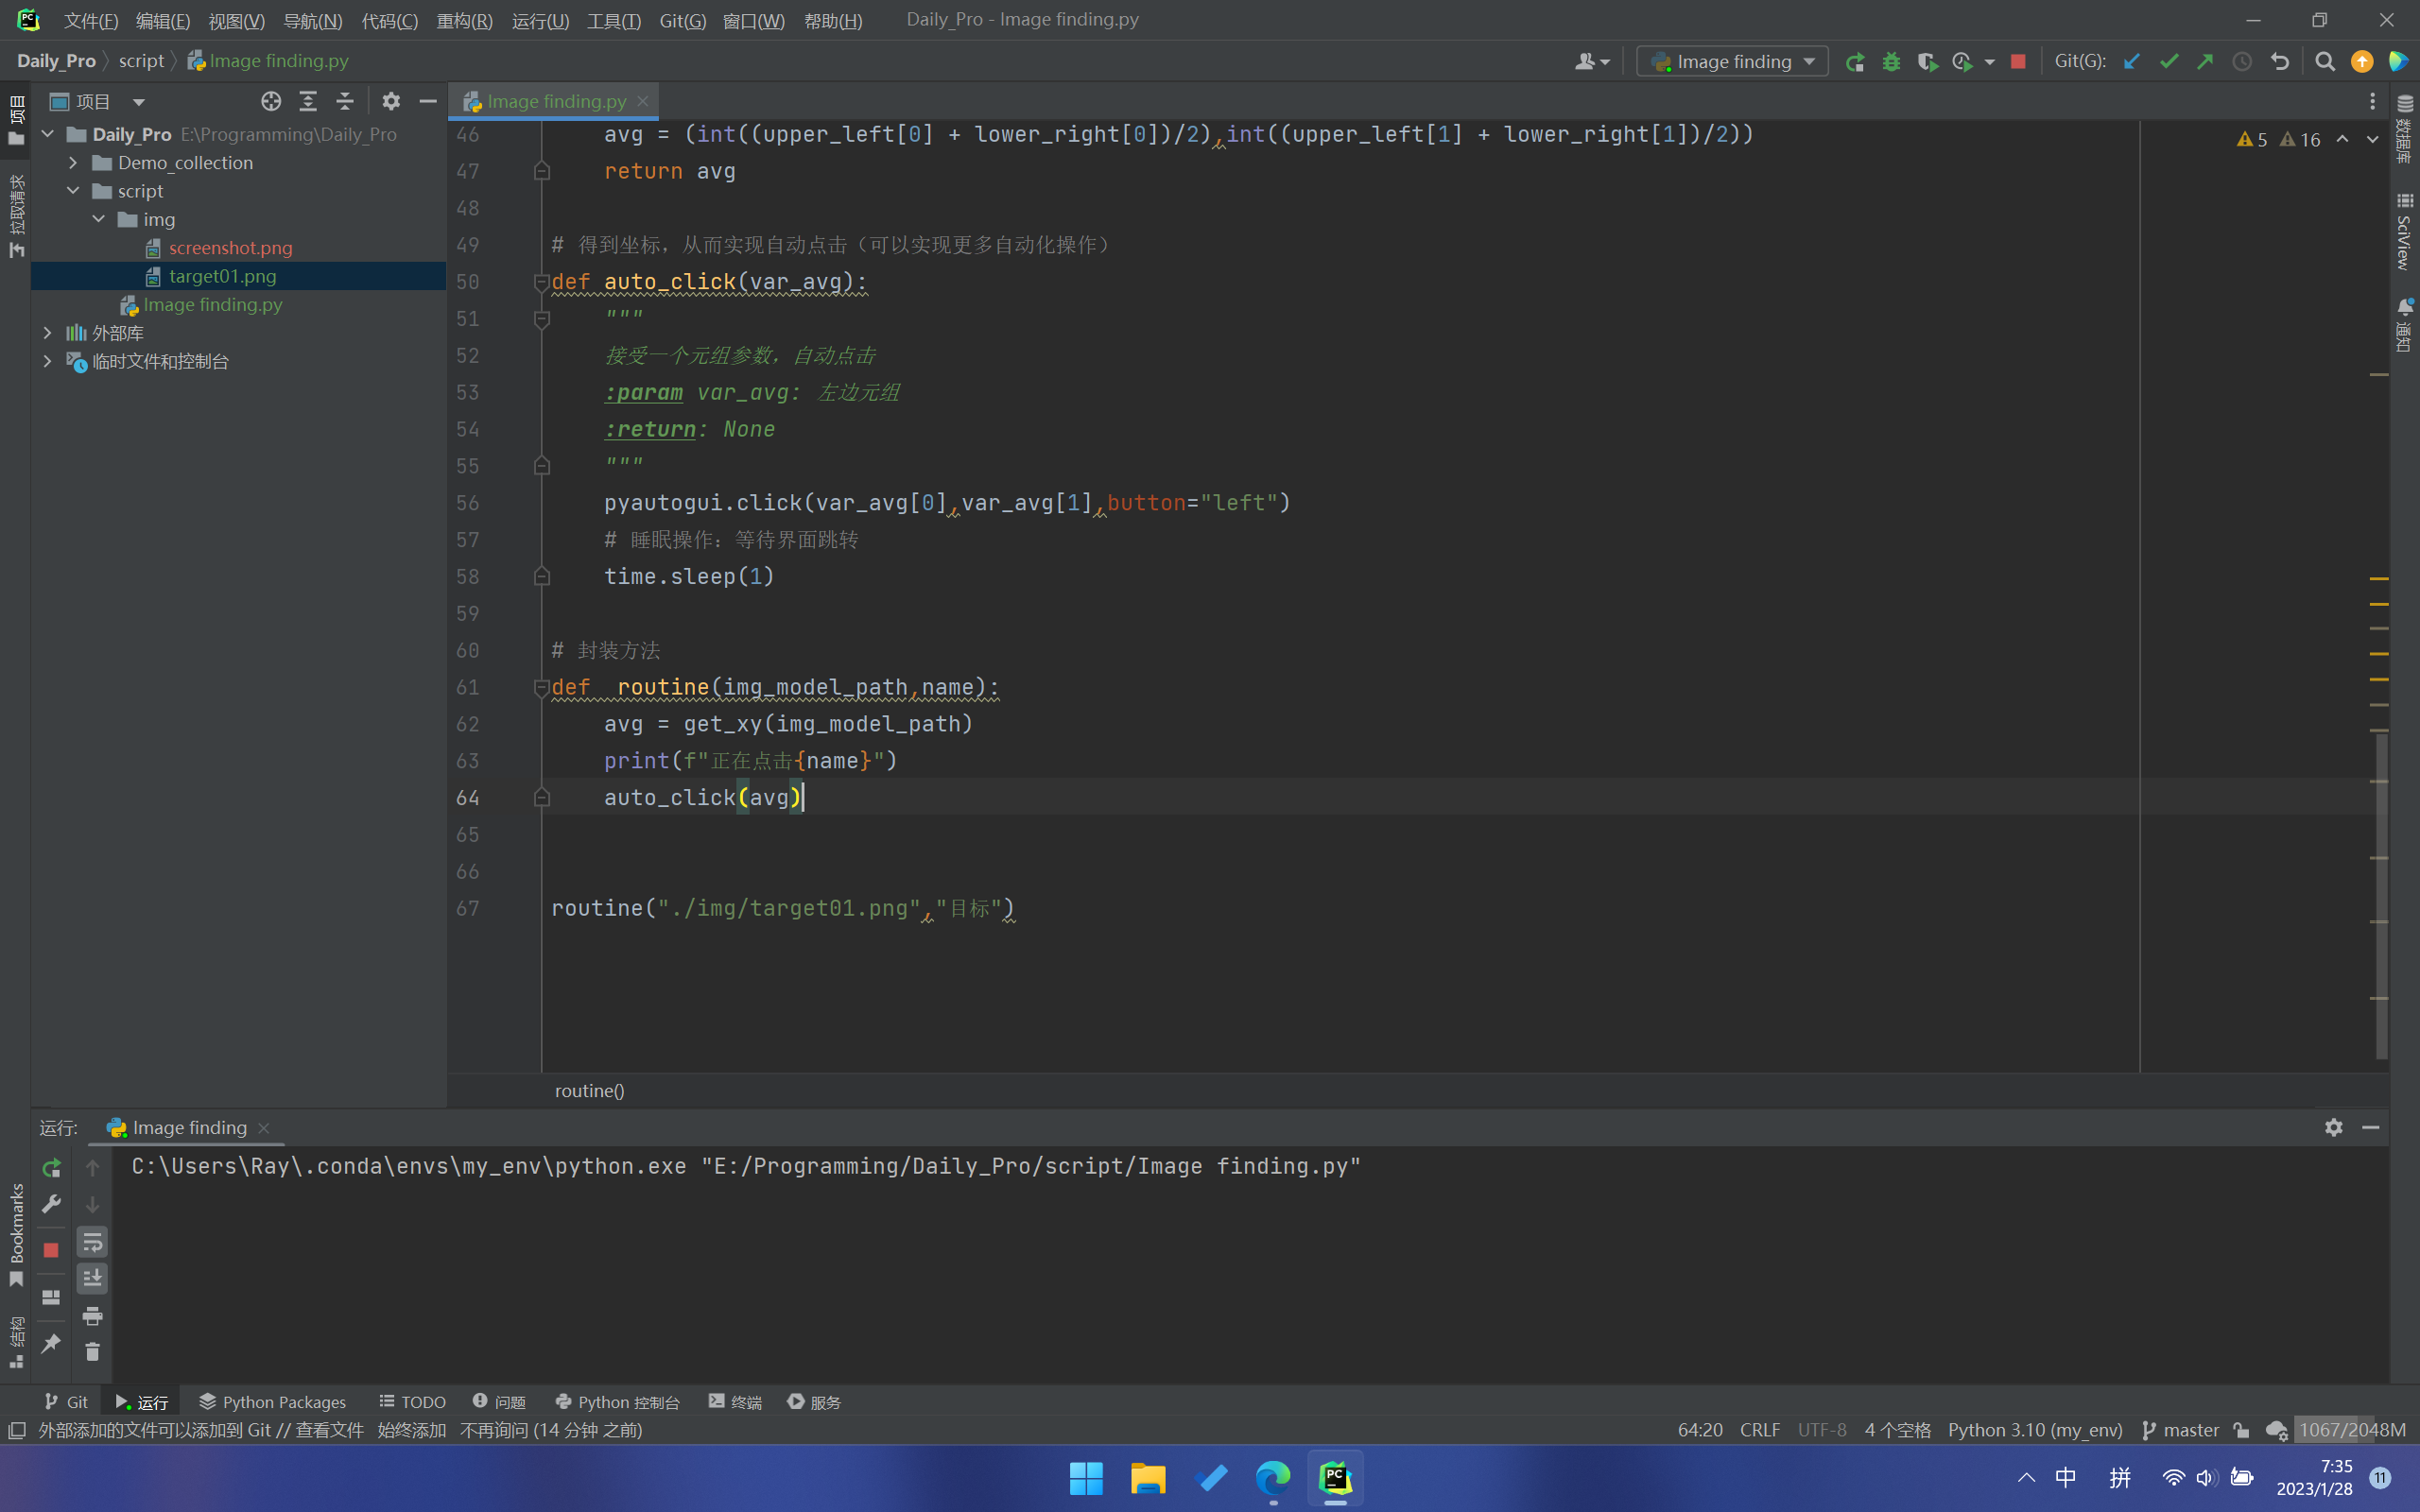 文件(F) 编辑(E) 视图(V) 导航(N) 代码(C) 重构(R) 运行(U) 工具(T) Git(G) 窗口(W) 帮助(H) Daily_Pro - Image finding.py
Daily_Pro script Image finding.py
Image finding Git(G):
项目
Image finding.py
Daily_Pro E:\Programming\Daily_Pro
Demo_collection
script
img
screenshot.png
target01.png
Image finding.py
外部库
临时文件和控制台
项目
拉取请求
Bookmarks
结构
5 16
46 avg = (int((upper_left[0] + lower_right[0])/2),int((upper_left[1] + lower_right[1])/2))
47 return avg
48
49 # 得到坐标，从而实现自动点击（可以实现更多自动化操作）
50 def auto_click(var_avg):
51 """
52 接受一个元组参数，自动点击
53 :param var_avg: 左边元组
54 :return: None
55 """
56 pyautogui.click(var_avg[0],var_avg[1],button="left")
57 # 睡眠操作：等待界面跳转
58 time.sleep(1)
59
60 # 封装方法
61 def  routine(img_model_path,name):
62 avg = get_xy(img_model_path)
63 print(f"正在点击{name}")
64 auto_click(avg)
65
66
67 routine("./img/target01.png","目标")
routine()
数据库
SciView
通知
运行: Image finding
C:\Users\Ray\.conda\envs\my_env\python.exe "E:/Programming/Daily_Pro/script/Image finding.py"
Git 运行 Python Packages TODO 问题 Python 控制台 终端 服务
外部添加的文件可以添加到 Git // 查看文件 始终添加 不再询问 (14 分钟 之前) 64:20 CRLF UTF-8 4 个空格 Python 3.10 (my_env) master 1067/2048M
PC
中 拼 7:35
2023/1/28 11